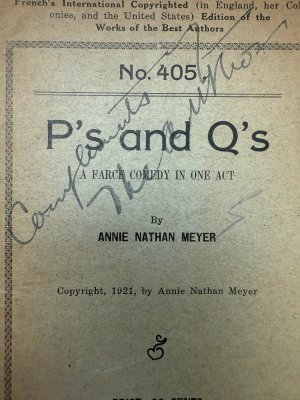 French's International Copyrighted (in England, her Col-
onies, and the United States) Edition of the
Works of the Best Authors
No. 405.
Compliments
The Author
P's and Q's
A FARCE COMEDY IN ONE ACT
By
ANNIE NATHAN MEYER
Copyright, 1921, by Annie Nathan Meyer
CENTS